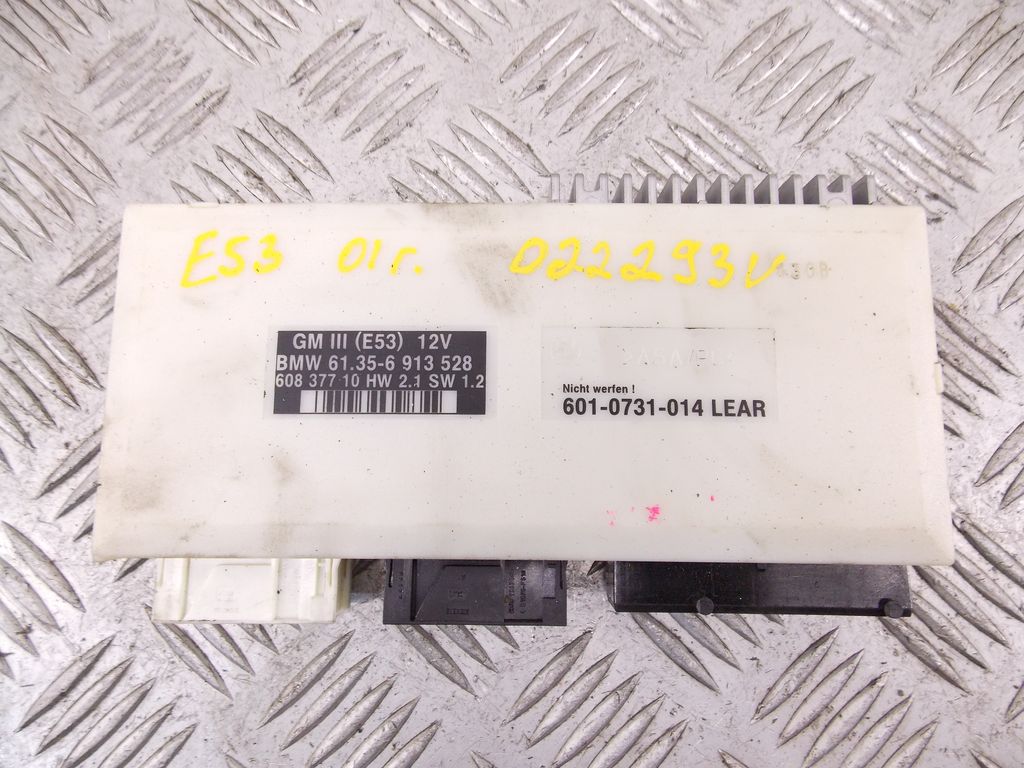 E53 01r. 022293V
GM III (E53) 12V
BMW 61.35-6 913 528
608 377 10 HW 2.1 SW 1.2
Nicht werfen !
601-0731-014 LEAR